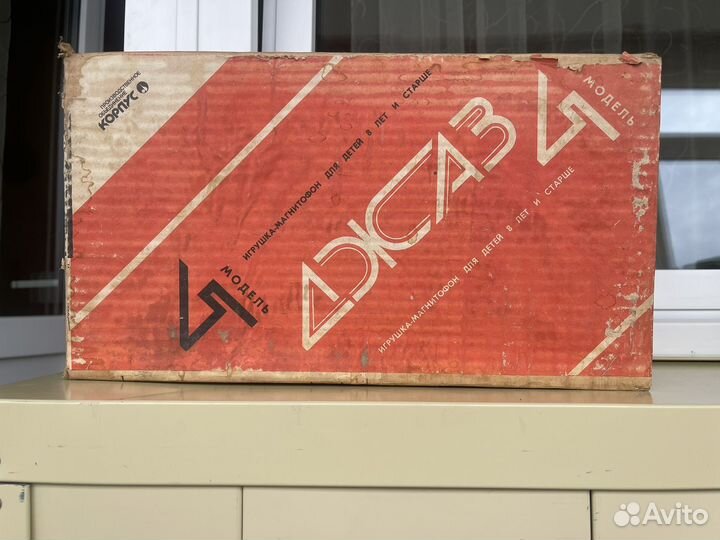 ПРОИЗВОДСТВЕННОЕ
ОБЪЕДИНЕНИЕ
КОРПУС
ИГРУШКА-МАГНИТОФОН ДЛЯ ДЕТЕЙ 8 ЛЕТ И СТАРШЕ
МОДЕЛЬ
ДЖАЗ
МОДЕЛЬ
ИГРУШКА-МАГНИТОФОН ДЛЯ ДЕТЕЙ 8 ЛЕТ И СТАРШЕ
Avito